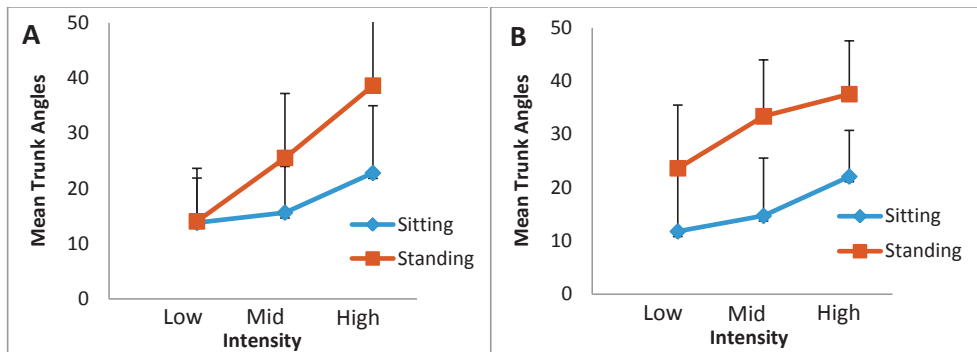 A
Mean Trunk Angles
50
40
30
20
10
0
Low Mid High
Intensity
Sitting
Standing
B
Mean Trunk Angles
50
40
30
20
10
0
Low Mid High
Intensity
Sitting
Standing